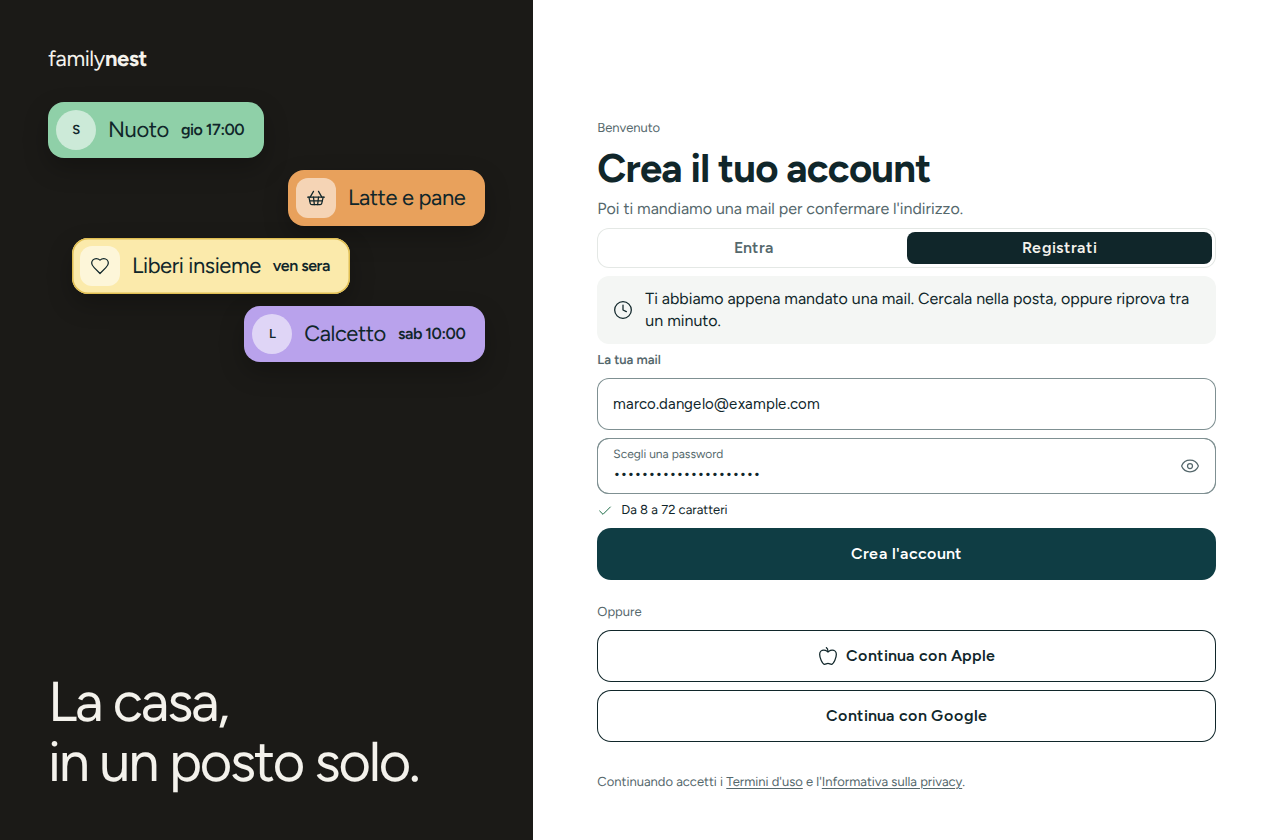 familynest
S Nuoto gio 17:00
Latte e pane
Liberi insieme ven sera
L Calcetto sab 10:00
La casa,
in un posto solo.
Benvenuto
Crea il tuo account
Poi ti mandiamo una mail per confermare l'indirizzo.
Entra Registrati
Ti abbiamo appena mandato una mail. Cercala nella posta, oppure riprova tra
un minuto.
La tua mail
marco.dangelo@example.com
Scegli una password
•••••••••••••••••••••
Da 8 a 72 caratteri
Crea l'account
Oppure
Continua con Apple
Continua con Google
Continuando accetti i Termini d'uso e l'Informativa sulla privacy.